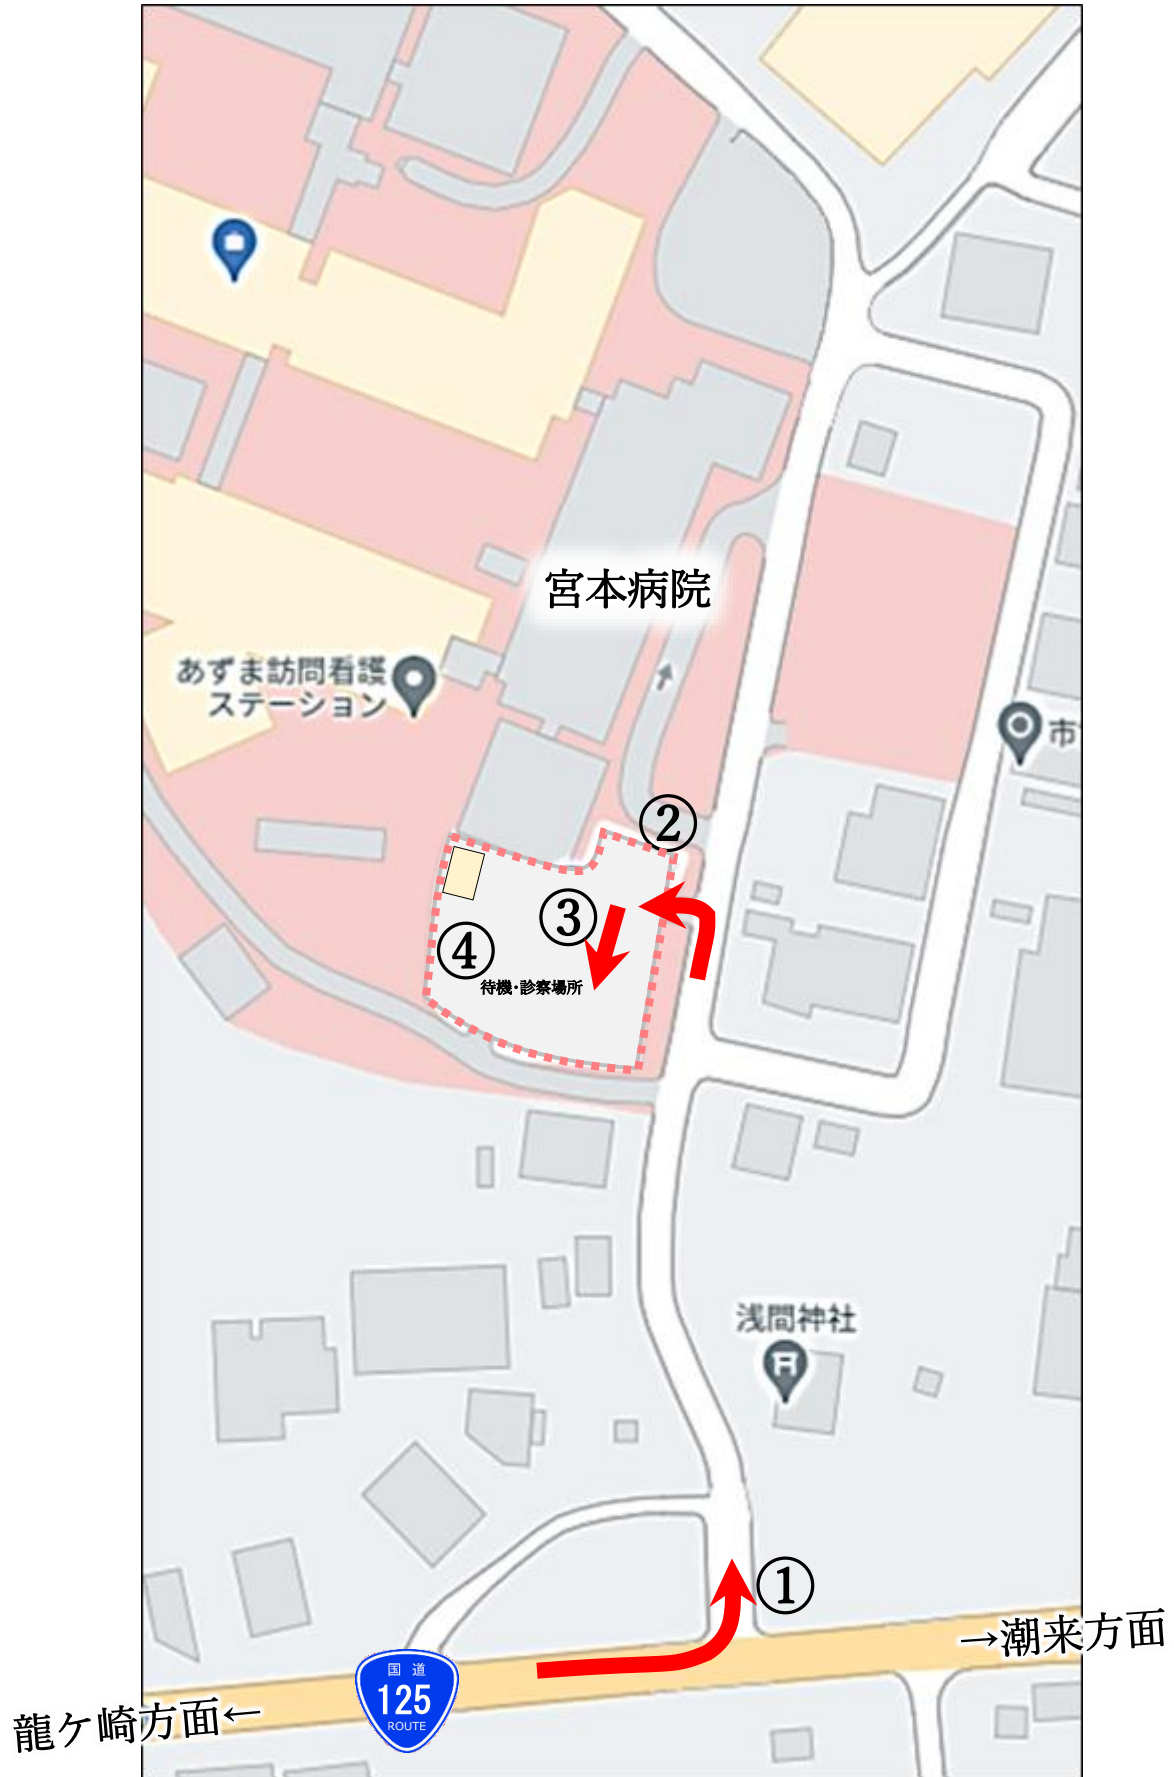 宮本病院
あずま訪問看護
ステーション
市
②
③
④
待機・診察場所
浅間神社
①
→潮来方面
国道
125
ROUTE
龍ケ崎方面←